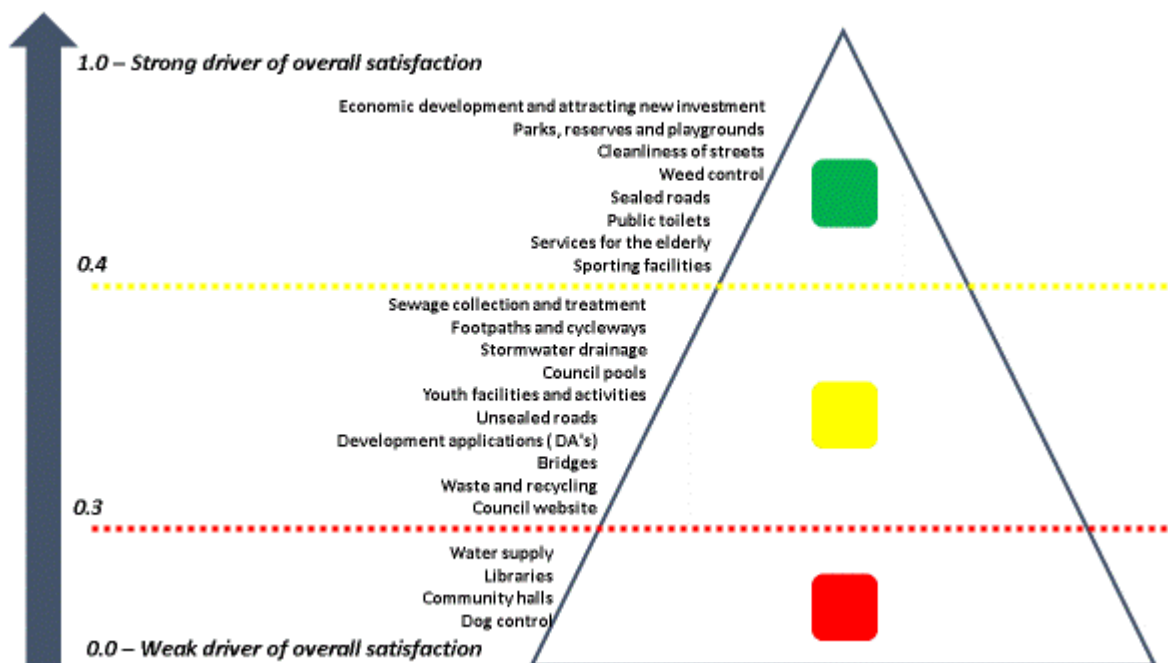 1.0 – Strong driver of overall satisfaction
Economic development and attracting new investment
Parks, reserves and playgrounds
Cleanliness of streets
Weed control
Sealed roads
Public toilets
Services for the elderly
Sporting facilities
0.4
Sewage collection and treatment
Footpaths and cycleways
Stormwater drainage
Council pools
Youth facilities and activities
Unsealed roads
Development applications ( DA's)
Bridges
Waste and recycling
Council website
0.3
Water supply
Libraries
Community halls
Dog control
0.0 – Weak driver of overall satisfaction